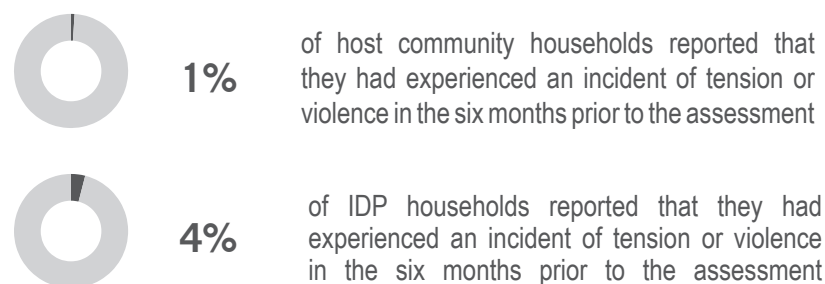 1%
of host community households reported that
they had experienced an incident of tension or
violence in the six months prior to the assessment
4%
of IDP households reported that they had
experienced an incident of tension or violence
in the six months prior to the assessment